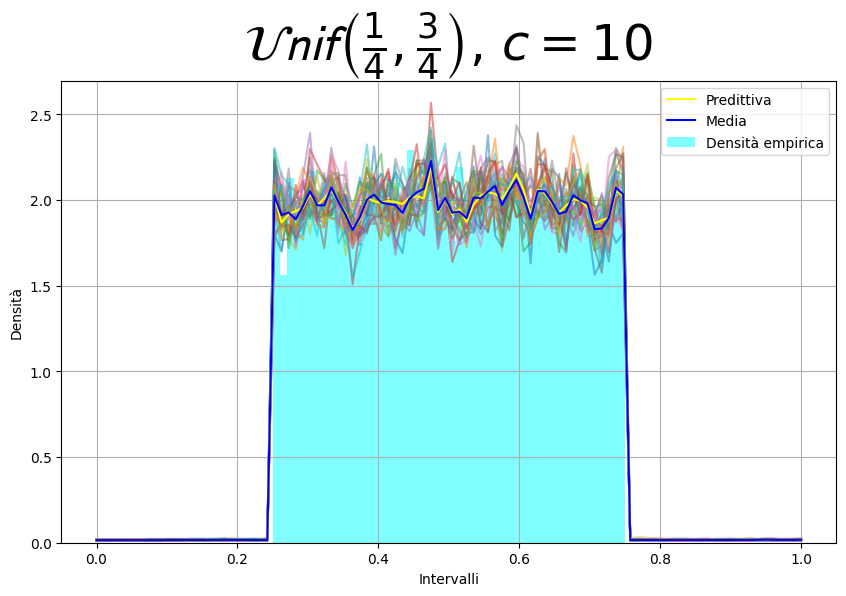 𝒰nif(1/4, 3/4), c = 10
Predittiva
Media
Densità empirica
Densità
2.5
2.0
1.5
1.0
0.5
0.0
0.0 0.2 0.4 0.6 0.8 1.0
Intervalli